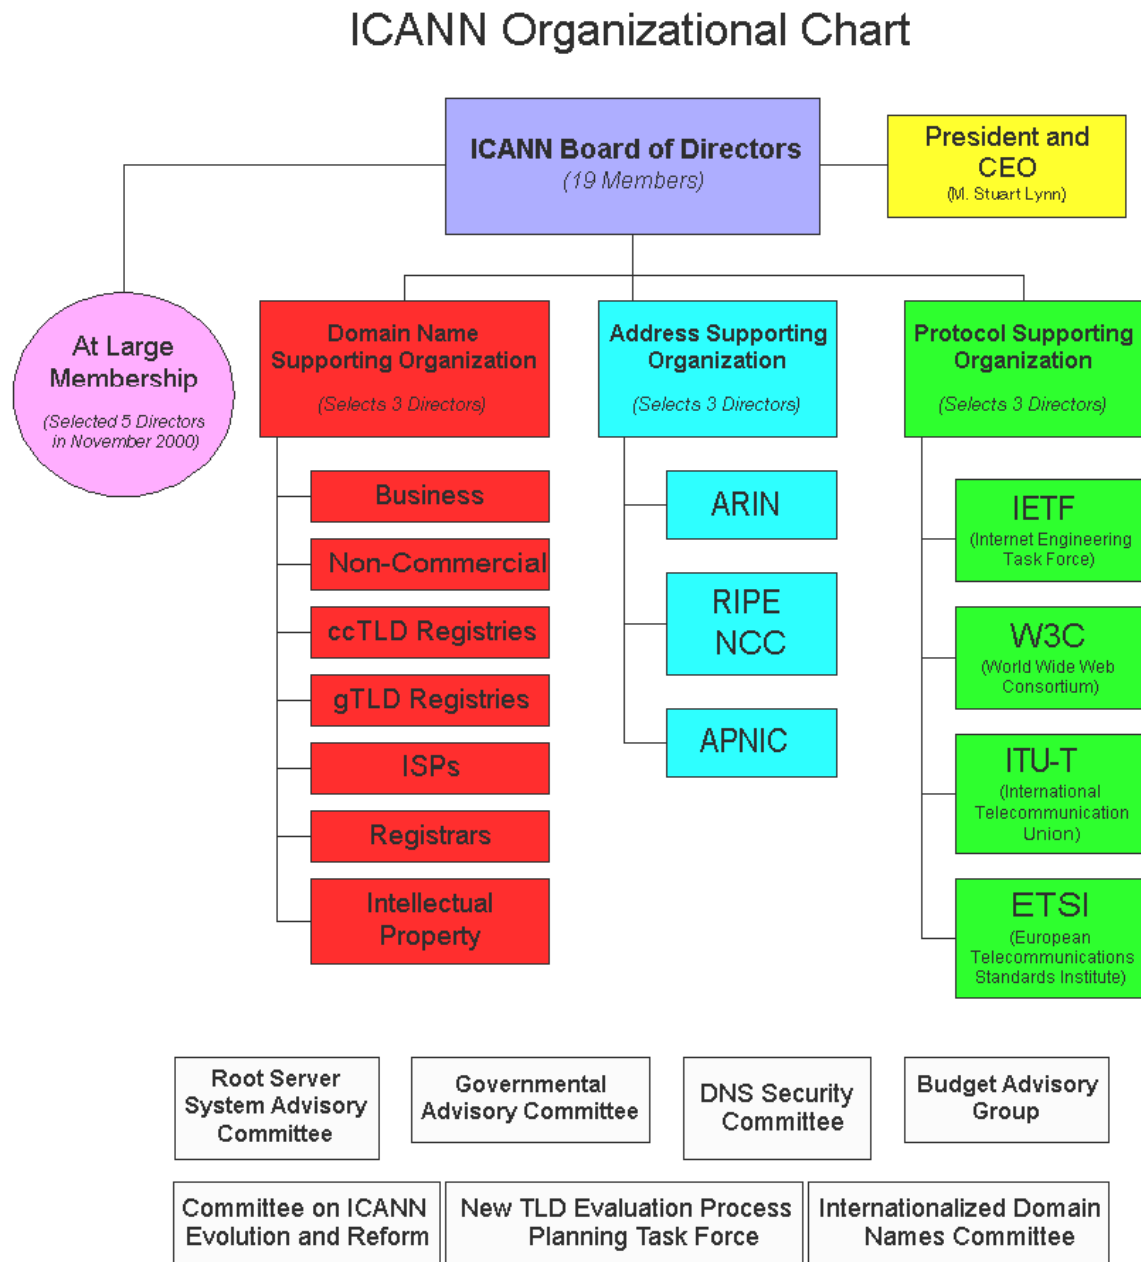 ICANN Organizational Chart
ICANN Board of Directors
(19 Members)
President and
CEO
(M. Stuart Lynn)
At Large
Membership
(Selected 5 Directors
in November 2000)
Domain Name
Supporting Organization
(Selects 3 Directors)
Business
Non-Commercial
ccTLD Registries
gTLD Registries
ISPs
Registrars
Intellectual
Property
Address Supporting
Organization
(Selects 3 Directors)
ARIN
RIPE
NCC
APNIC
Protocol Supporting
Organization
(Selects 3 Directors)
IETF
(Internet Engineering
Task Force)
W3C
(World Wide Web
Consortium)
ITU-T
(International
Telecommunication
Union)
ETSI
(European
Telecommunications
Standards Institute)
Root Server
System Advisory
Committee
Governmental
Advisory Committee
DNS Security
Committee
Budget Advisory
Group
Committee on ICANN
Evolution and Reform
New TLD Evaluation Process
Planning Task Force
Internationalized Domain
Names Committee